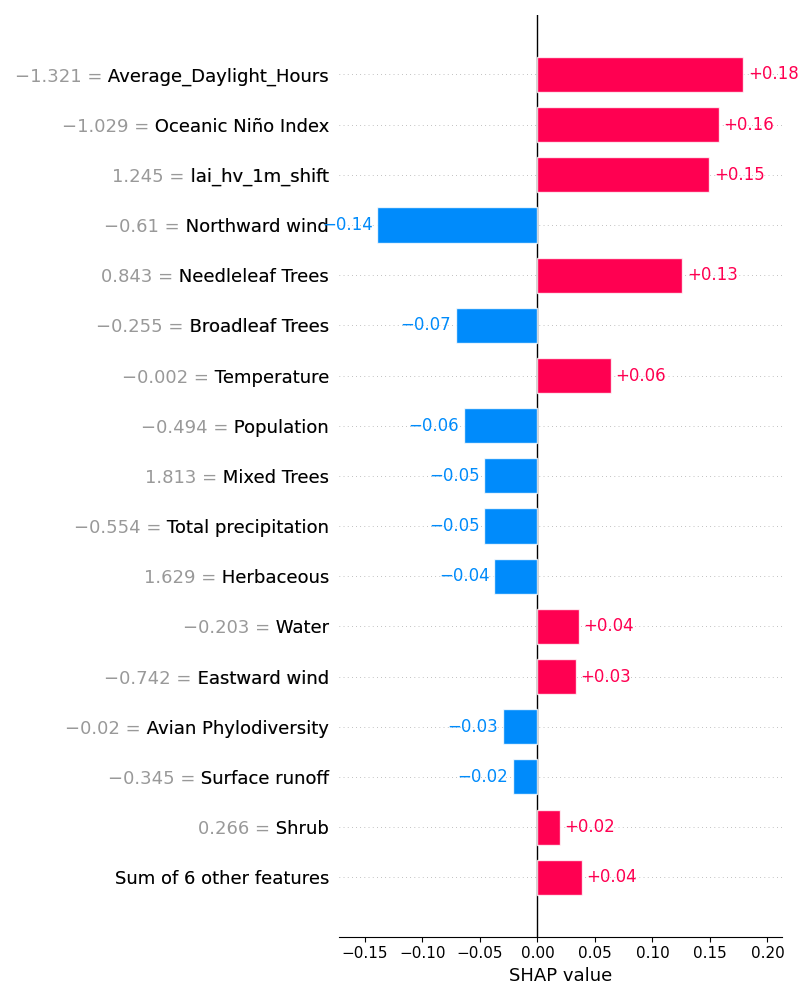 −1.321 = Average_Daylight_Hours +0.18
−1.029 = Oceanic Niño Index +0.16
1.245 = lai_hv_1m_shift +0.15
−0.61 = Northward wind −0.14
0.843 = Needleleaf Trees +0.13
−0.255 = Broadleaf Trees −0.07
−0.002 = Temperature +0.06
−0.494 = Population −0.06
1.813 = Mixed Trees −0.05
−0.554 = Total precipitation −0.05
1.629 = Herbaceous −0.04
−0.203 = Water +0.04
−0.742 = Eastward wind +0.03
−0.02 = Avian Phylodiversity −0.03
−0.345 = Surface runoff −0.02
0.266 = Shrub +0.02
Sum of 6 other features +0.04
−0.15 −0.10 −0.05 0.00 0.05 0.10 0.15 0.20
SHAP value